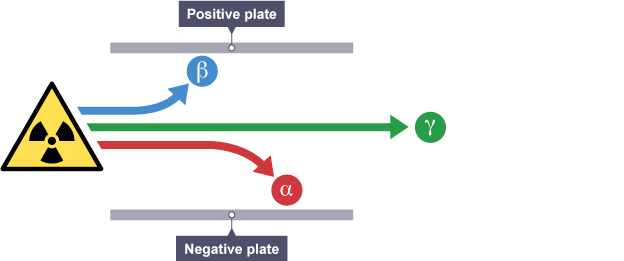 Positive plate
β
γ
α
Negative plate